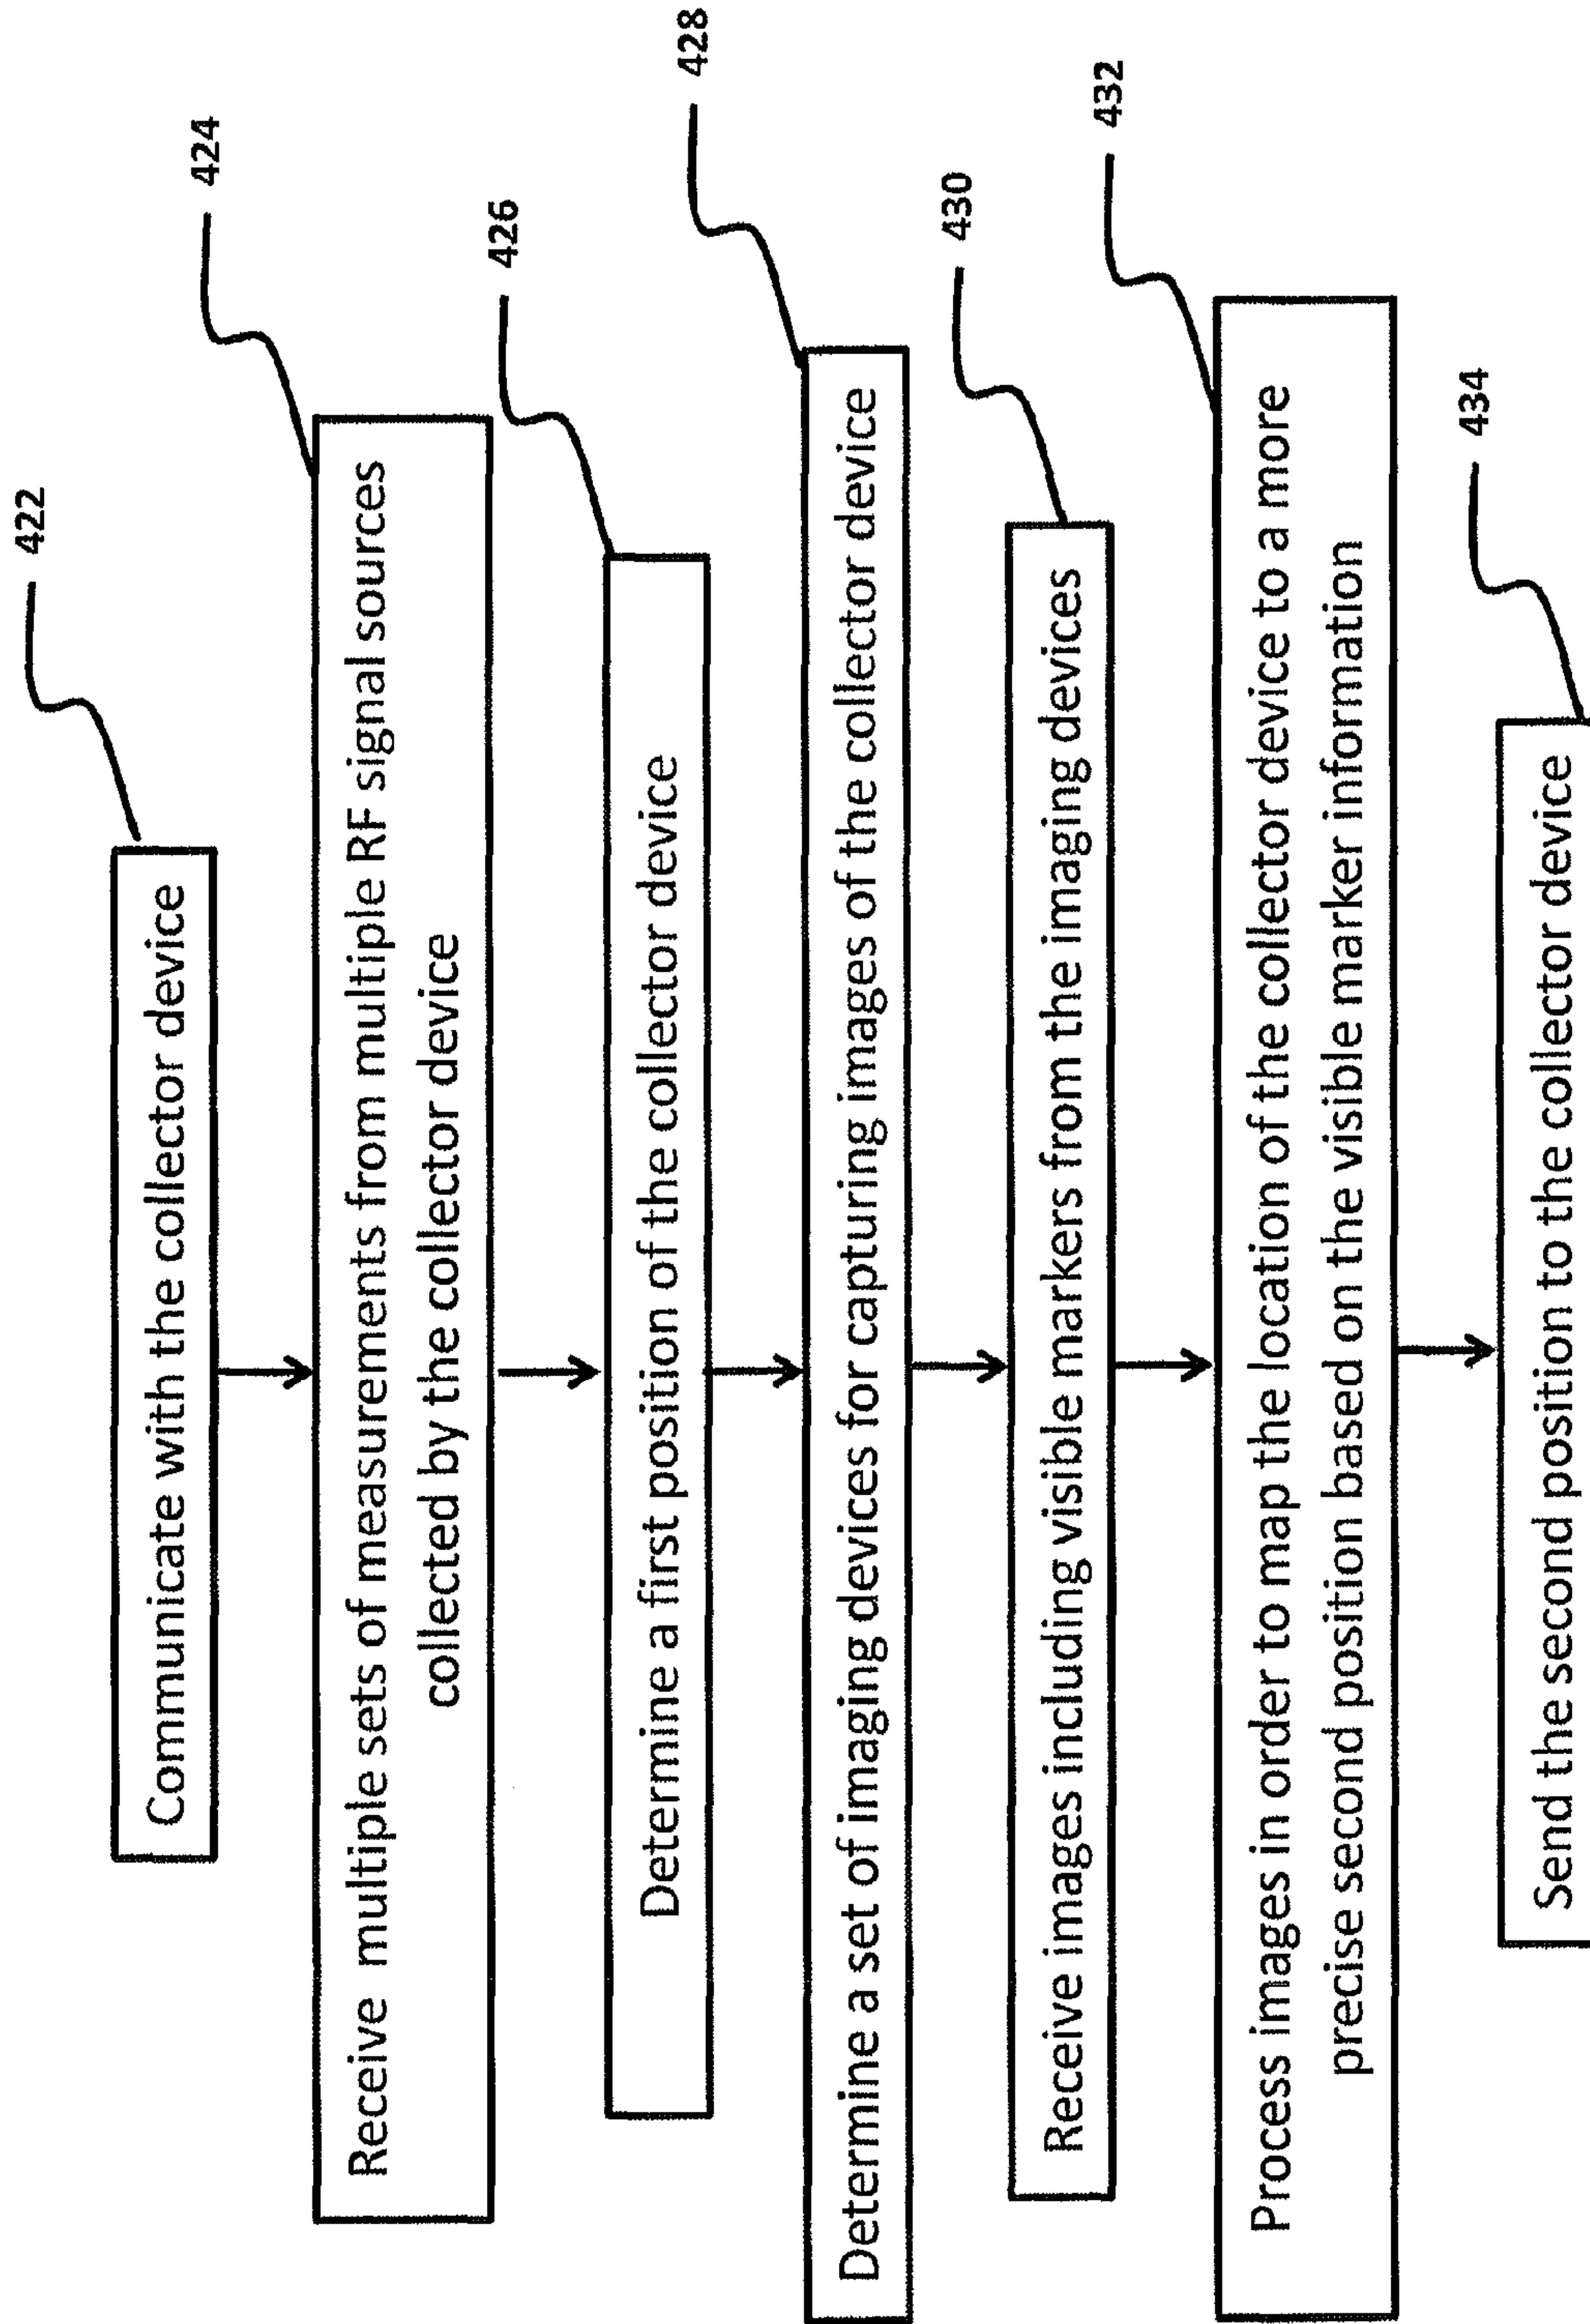 422
Communicate with the collector device
424
Receive multiple sets of measurements from multiple RF signal sources
collected by the collector device
426
Determine a first position of the collector device
428
Determine a set of imaging devices for capturing images of the collector device
430
Receive images including visible markers from the imaging devices
432
Process images in order to map the location of the collector device to a more
precise second position based on the visible marker information
434
Send the second position to the collector device